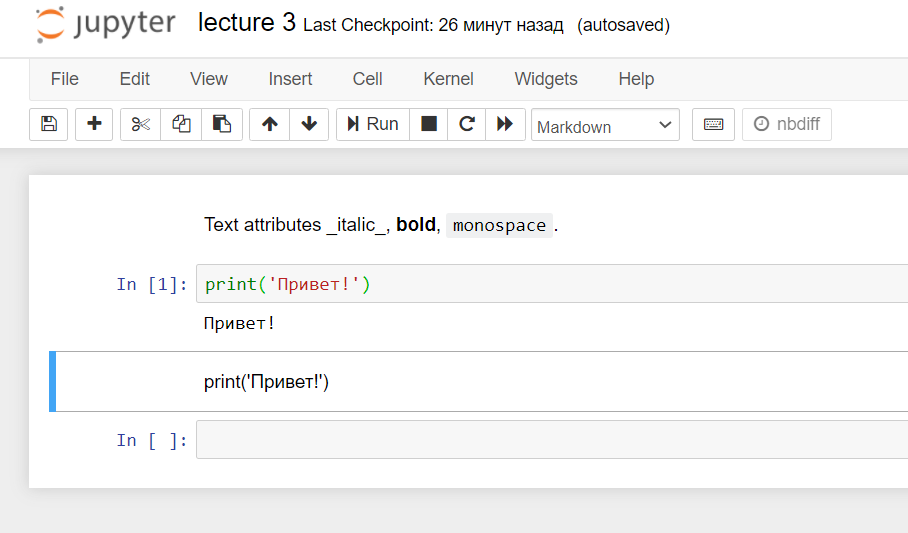 jupyter lecture 3 Last Checkpoint: 26 минут назад (autosaved)
File Edit View Insert Cell Kernel Widgets Help
Run Markdown nbdiff
Text attributes _italic_, bold, monospace.
In [1]: print('Привет!')
Привет!
print('Привет!')
In [ ]: